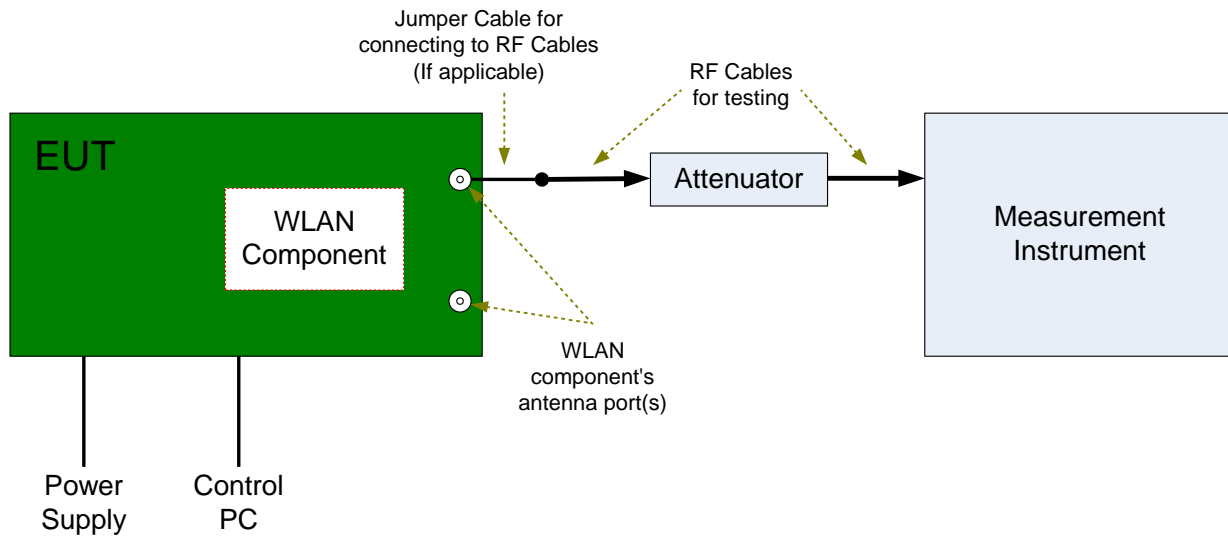 Jumper Cable for
connecting to RF Cables
(If applicable)
RF Cables
for testing
EUT
WLAN
Component
Attenuator
Measurement
Instrument
WLAN
component's
antenna port(s)
Power
Supply
Control
PC